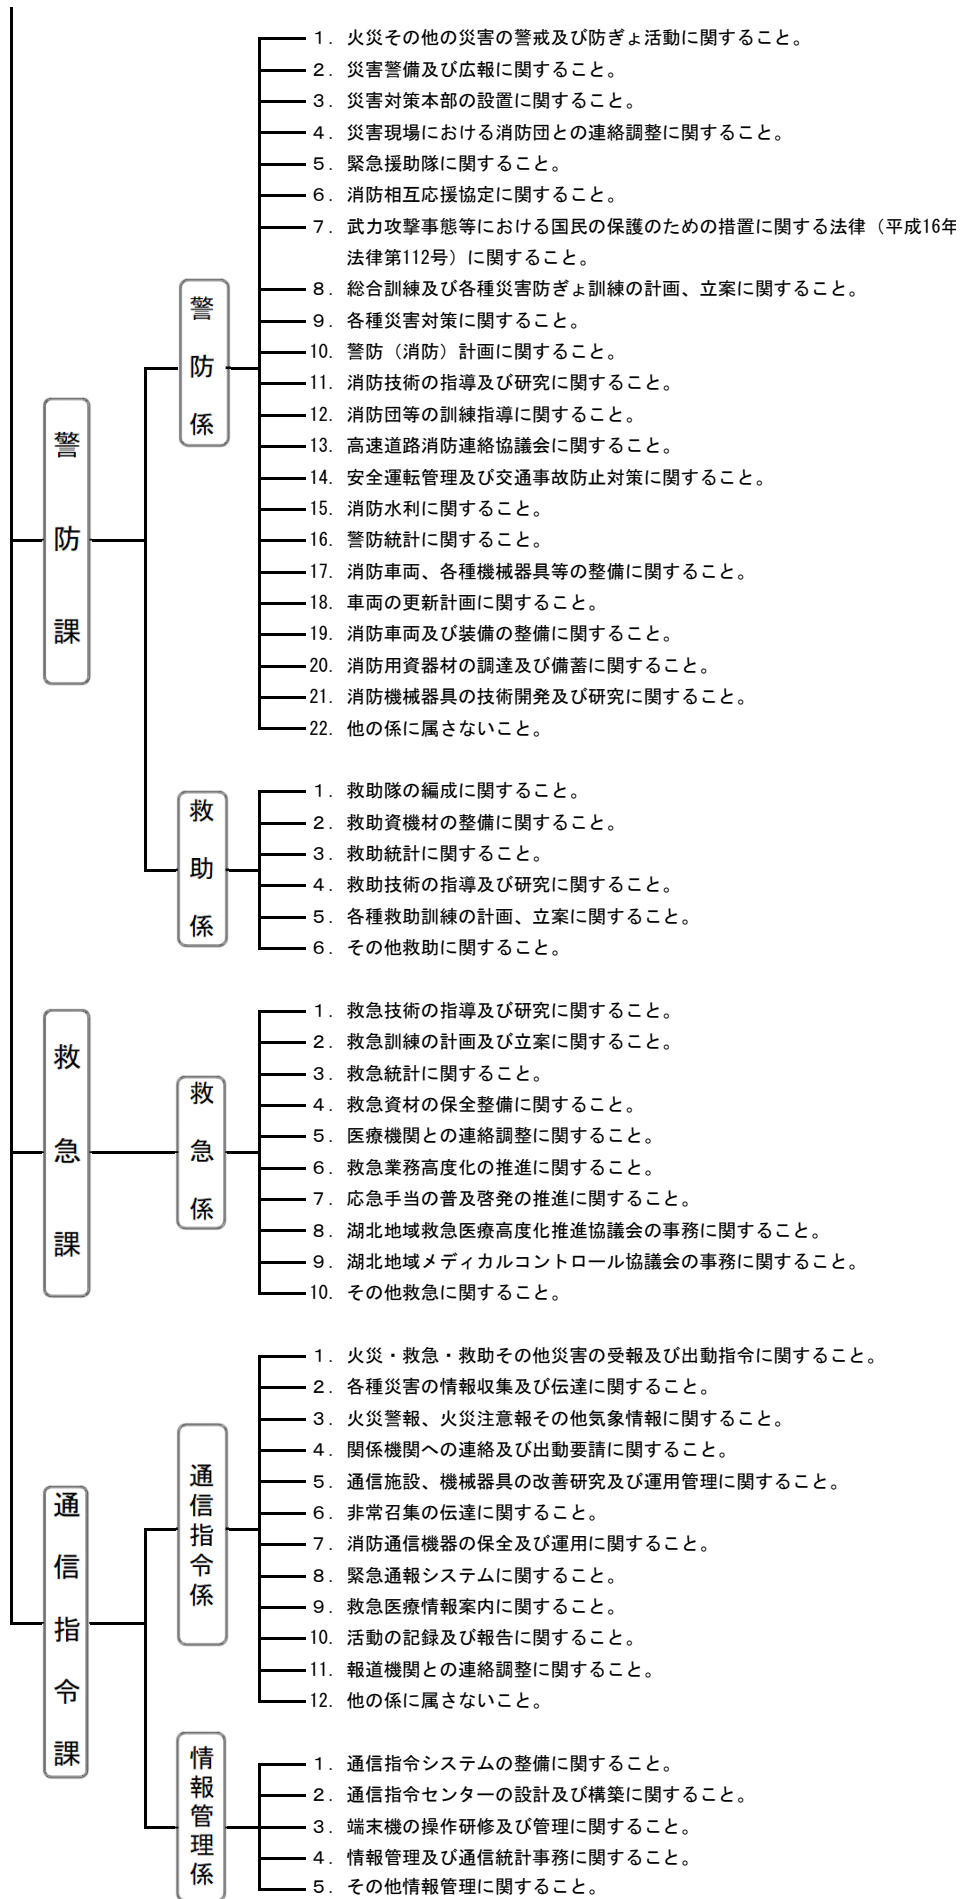 警防課
警防係
１．火災その他の災害の警戒及び防ぎょ活動に関すること。
２．災害警備及び広報に関すること。
３．災害対策本部の設置に関すること。
４．災害現場における消防団との連絡調整に関すること。
５．緊急援助隊に関すること。
６．消防相互応援協定に関すること。
７．武力攻撃事態等における国民の保護のための措置に関する法律（平成16年
法律第112号）に関すること。
８．総合訓練及び各種災害防ぎょ訓練の計画、立案に関すること。
９．各種災害対策に関すること。
10．警防（消防）計画に関すること。
11．消防技術の指導及び研究に関すること。
12．消防団等の訓練指導に関すること。
13．高速道路消防連絡協議会に関すること。
14．安全運転管理及び交通事故防止対策に関すること。
15．消防水利に関すること。
16．警防統計に関すること。
17．消防車両、各種機械器具等の整備に関すること。
18．車両の更新計画に関すること。
19．消防車両及び装備の整備に関すること。
20．消防用資器材の調達及び備蓄に関すること。
21．消防機械器具の技術開発及び研究に関すること。
22．他の係に属さないこと。
救助係
１．救助隊の編成に関すること。
２．救助資機材の整備に関すること。
３．救助統計に関すること。
４．救助技術の指導及び研究に関すること。
５．各種救助訓練の計画、立案に関すること。
６．その他救助に関すること。
救急課
救急係
１．救急技術の指導及び研究に関すること。
２．救急訓練の計画及び立案に関すること。
３．救急統計に関すること。
４．救急資材の保全整備に関すること。
５．医療機関との連絡調整に関すること。
６．救急業務高度化の推進に関すること。
７．応急手当の普及啓発の推進に関すること。
８．湖北地域救急医療高度化推進協議会の事務に関すること。
９．湖北地域メディカルコントロール協議会の事務に関すること。
10．その他救急に関すること。
通信指令課
通信指令係
１．火災・救急・救助その他災害の受報及び出動指令に関すること。
２．各種災害の情報収集及び伝達に関すること。
３．火災警報、火災注意報その他気象情報に関すること。
４．関係機関への連絡及び出動要請に関すること。
５．通信施設、機械器具の改善研究及び運用管理に関すること。
６．非常召集の伝達に関すること。
７．消防通信機器の保全及び運用に関すること。
８．緊急通報システムに関すること。
９．救急医療情報案内に関すること。
10．活動の記録及び報告に関すること。
11．報道機関との連絡調整に関すること。
12．他の係に属さないこと。
情報管理係
１．通信指令システムの整備に関すること。
２．通信指令センターの設計及び構築に関すること。
３．端末機の操作研修及び管理に関すること。
４．情報管理及び通信統計事務に関すること。
５．その他情報管理に関すること。